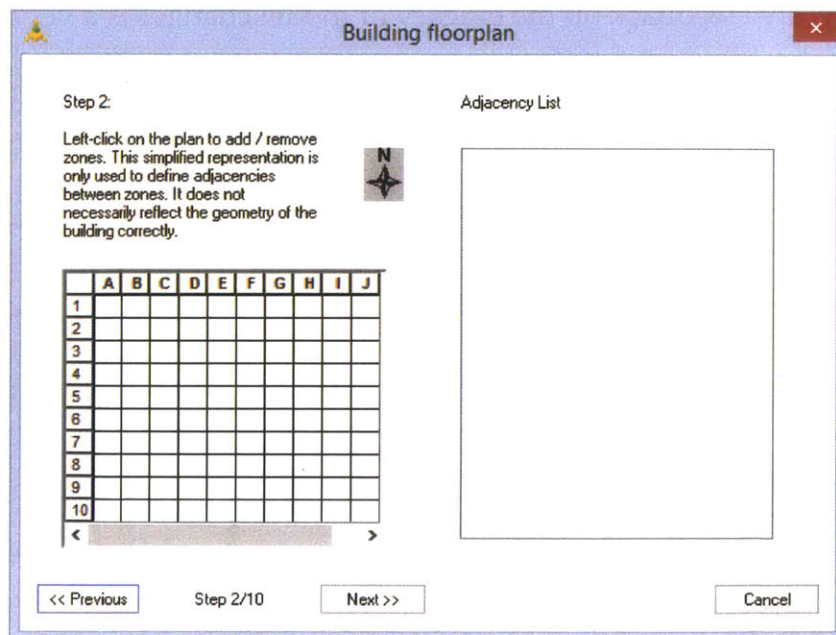 Building floorplan
Step 2:
Left-click on the plan to add / remove
zones. This simplified representation is
only used to define adjacencies
between zones. It does not
necessarily reflect the geometry of the
building correctly.
N
Adjacency List
A B C D E F G H I J
1
2
3
4
5
6
7
8
9
10
<< Previous
Step 2/10
Next >>
Cancel